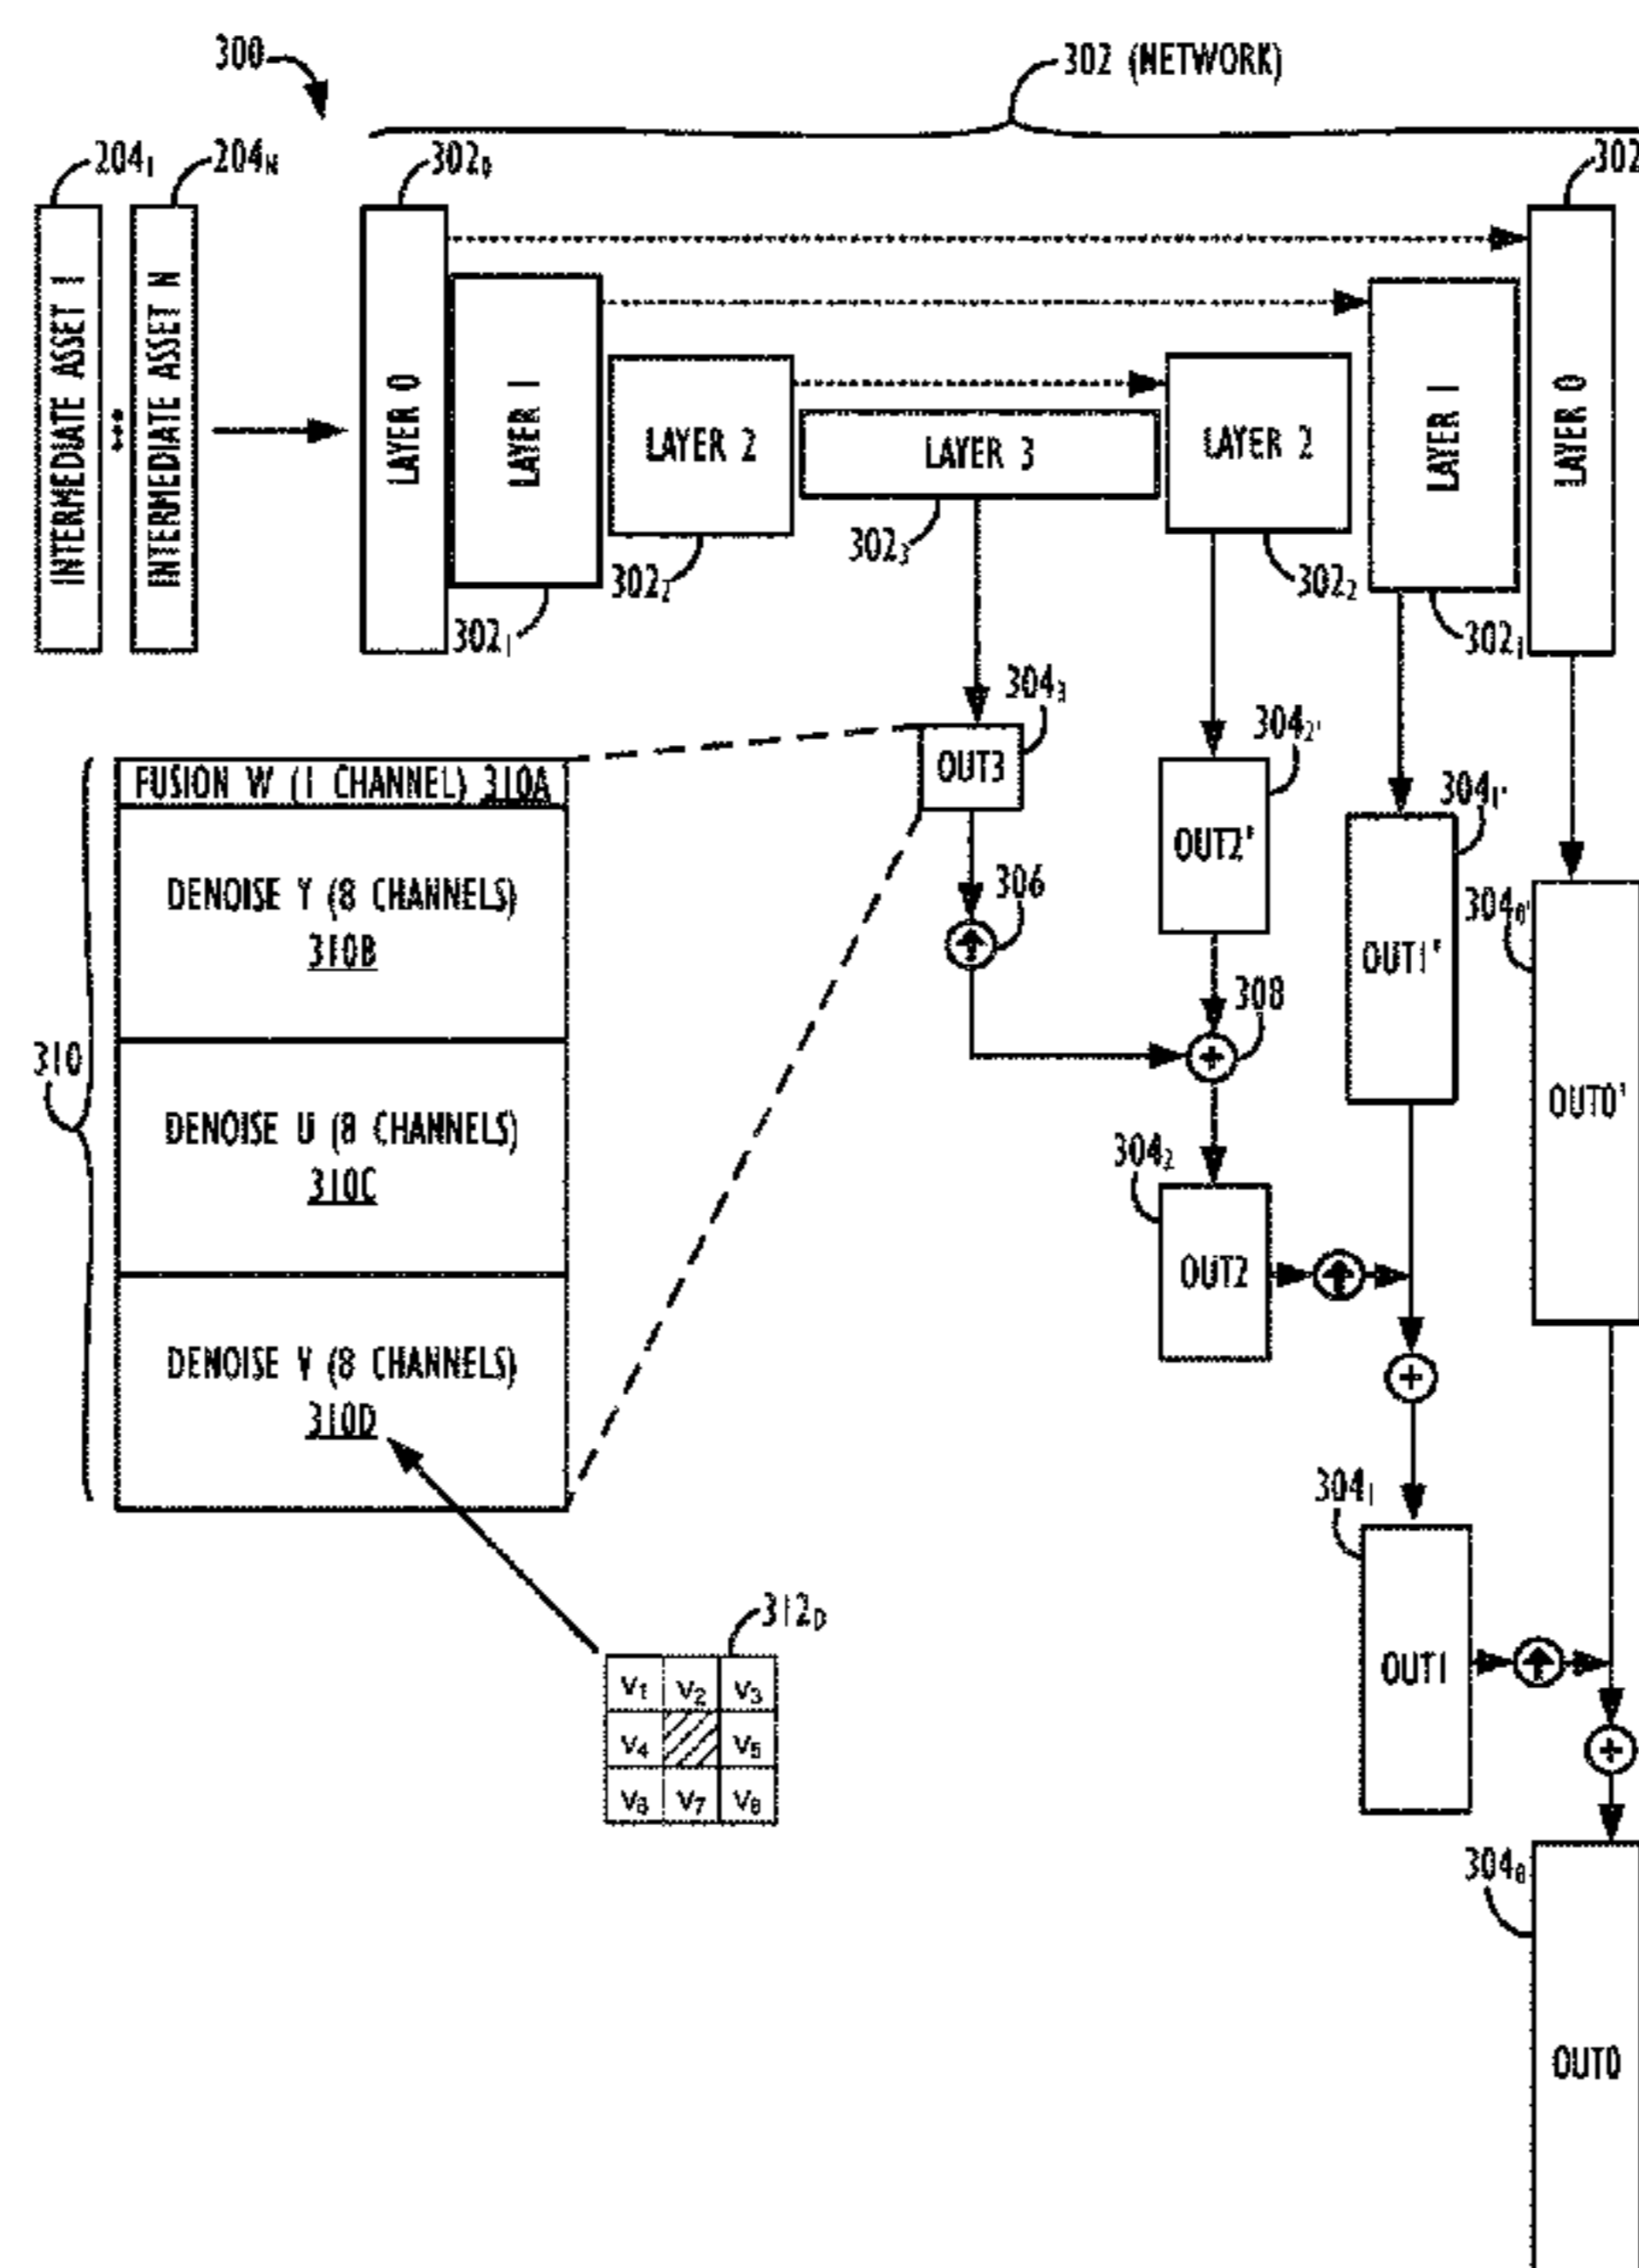 300
302 (NETWORK)
204₁
204N
302₀
302
INTERMEDIATE ASSET 1
INTERMEDIATE ASSET N
LAYER 0
LAYER 1
LAYER 2
LAYER 3
LAYER 2
LAYER 1
LAYER 0
302₁
302₂
302₃
302₂
302₁
304₃
304₂'
304₁'
304₀'
OUT3
OUT2'
OUT1'
OUT0'
306
308
310
FUSION W (1 CHANNEL) 310A
DENOISE Y (8 CHANNELS)
310B
DENOISE U (8 CHANNELS)
310C
DENOISE V (8 CHANNELS)
310D
304₂
OUT2
304₁
OUT1
312D
V₁ V₂ V₃
V₄ V₅
V₆ V₇ V₈
304₀
OUT0